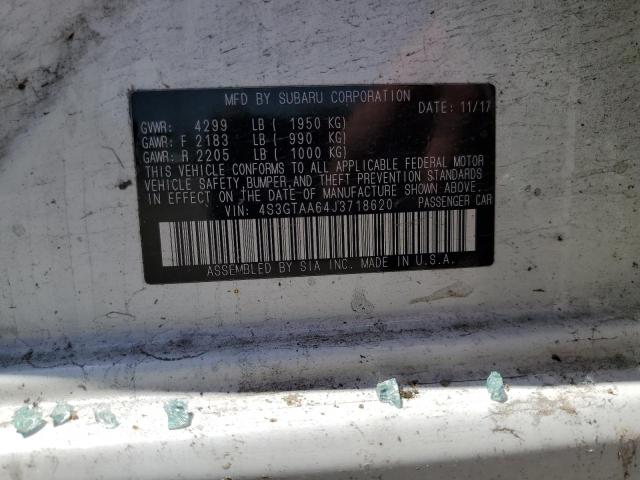 MFD BY SUBARU CORPORATION
DATE: 11/17
GVWR: 4299 LB ( 1950 KG)
GAWR: F 2183 LB ( 990 KG)
GAWR: R 2205 LB ( 1000 KG)
THIS VEHICLE CONFORMS TO ALL APPLICABLE FEDERAL MOTOR
VEHICLE SAFETY, BUMPER, AND THEFT PREVENTION STANDARDS
IN EFFECT ON THE DATE OF MANUFACTURE SHOWN ABOVE.
VIN: 4S3GTAA64J3718620 PASSENGER CAR
ASSEMBLED BY SIA INC. MADE IN U.S.A.